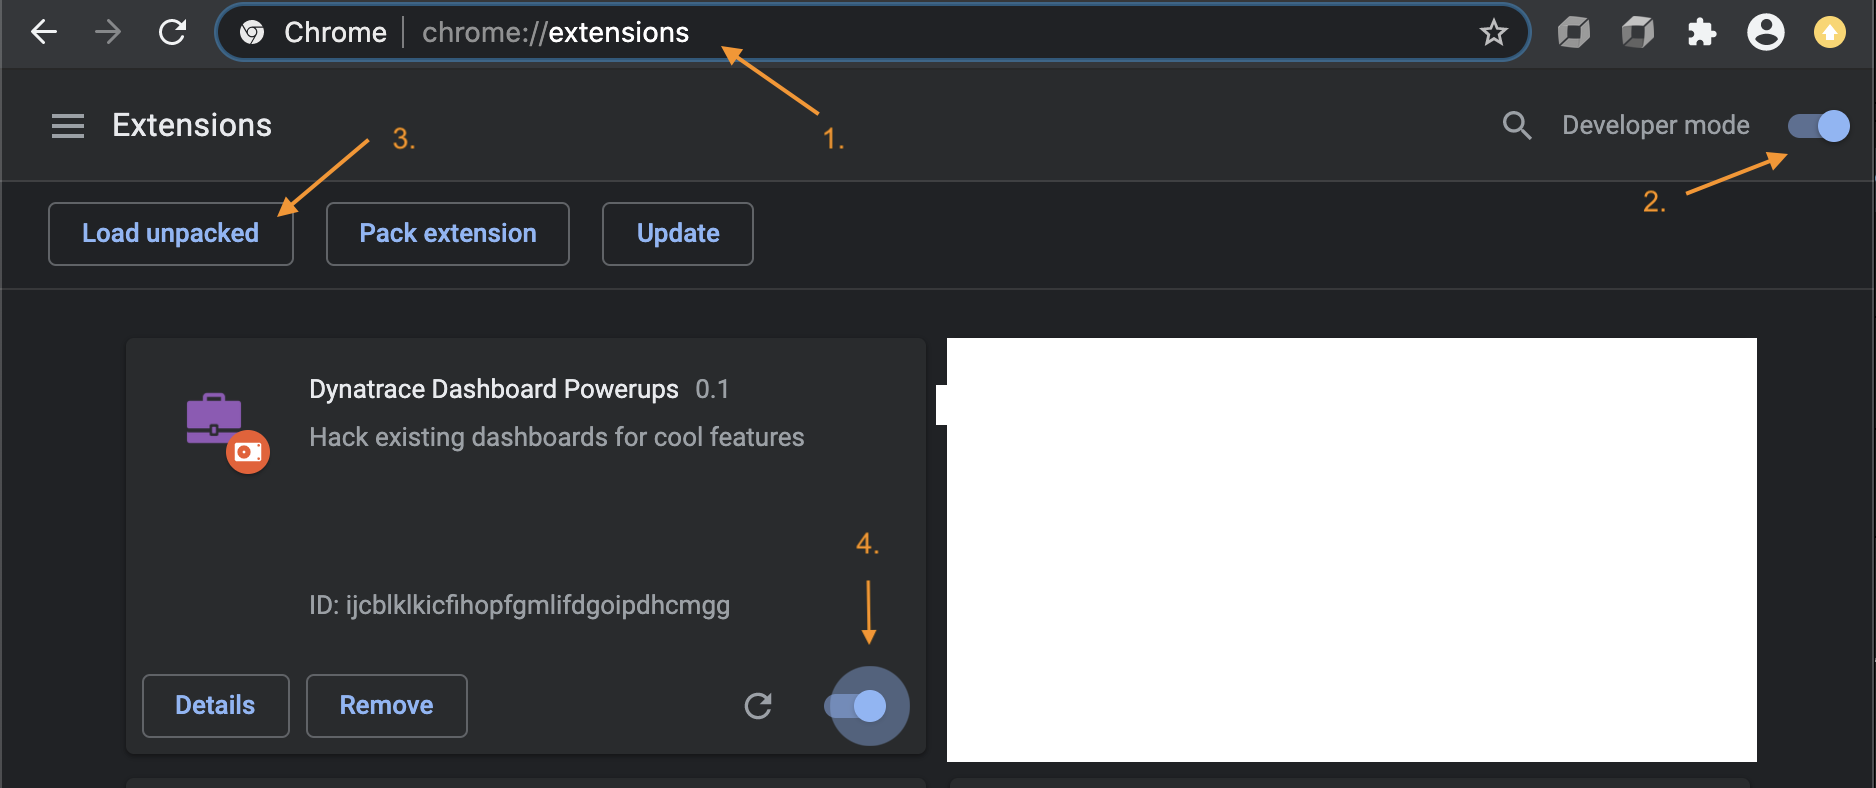 Chrome chrome://extensions
Extensions
3.
1.
Developer mode
2.
Load unpacked
Pack extension
Update
Dynatrace Dashboard Powerups 0.1
Hack existing dashboards for cool features
4.
ID: ijcblklkicfihopfgmlifdgoipdhcmgg
Details
Remove